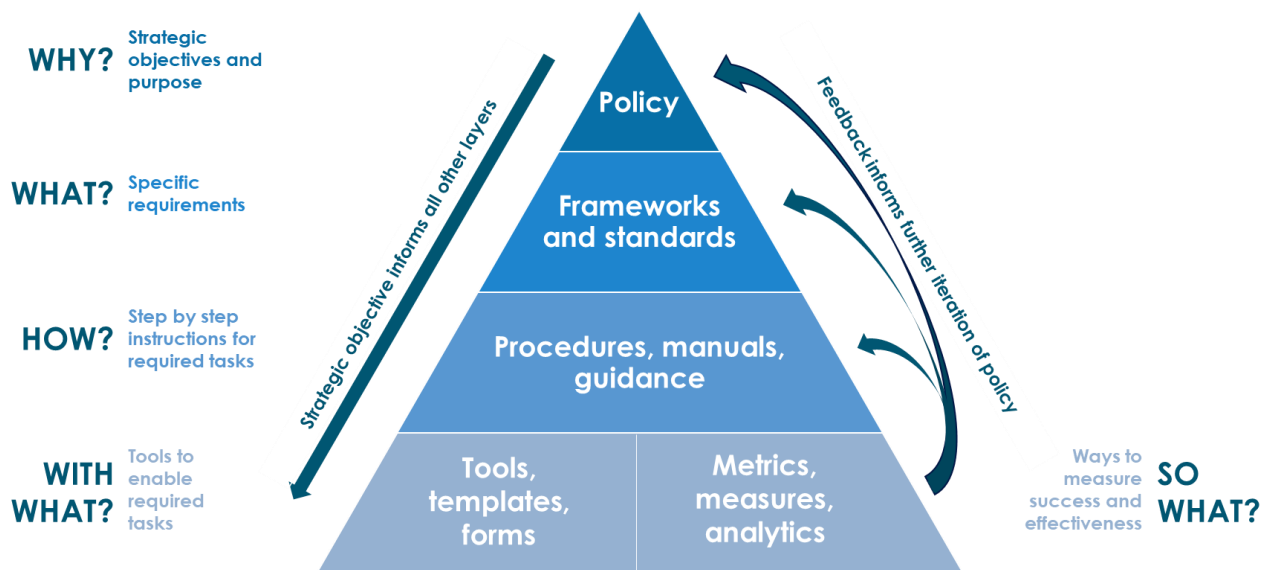 WHY?
Strategic
objectives and
purpose
WHAT?
Specific
requirements
HOW?
Step by step
instructions for
required tasks
WITH
WHAT?
Tools to
enable
required
tasks
Strategic objective informs all other layers
Policy
Frameworks
and standards
Procedures, manuals,
guidance
Tools,
templates,
forms
Metrics,
measures,
analytics
Feedback informs further iteration of policy
Ways to
measure
success and
effectiveness
SO
WHAT?